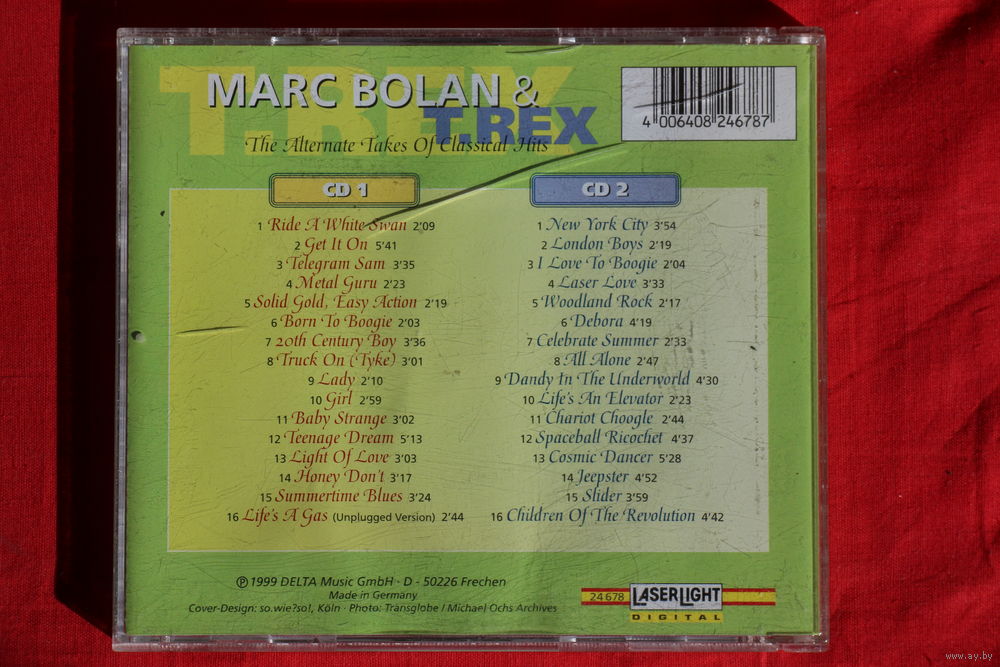 T.REX
MARC BOLAN &
T.REX
The Alternate Takes Of Classical Hits
4 006408 246787
CD 1
1 Ride A White Swan 2'09
2 Get It On 5'41
3 Telegram Sam 3'35
4 Metal Guru 2'23
5 Solid Gold, Easy Action 2'19
6 Born To Boogie 2'03
7 20th Century Boy 3'36
8 Truck On (Tyke) 3'01
9 Lady 2'10
10 Girl 2'59
11 Baby Strange 3'02
12 Teenage Dream 5'13
13 Light Of Love 3'03
14 Honey Don't 3'17
15 Summertime Blues 3'24
16 Life's A Gas (Unplugged Version) 2'44
CD 2
1 New York City 3'54
2 London Boys 2'19
3 I Love To Boogie 2'04
4 Laser Love 3'33
5 Woodland Rock 2'17
6 Debora 4'19
7 Celebrate Summer 2'33
8 All Alone 2'47
9 Dandy In The Underworld 4'30
10 Life's An Elevator 2'23
11 Chariot Choogle 2'44
12 Spaceball Ricochet 4'37
13 Cosmic Dancer 5'28
14 Jeepster 4'52
15 Slider 3'59
16 Children Of The Revolution 4'42
℗ 1999 DELTA Music GmbH · D - 50226 Frechen
Made in Germany
Cover-Design: so.wie?so!, Köln · Photo: Transglobe / Michael Ochs Archives
24 678 LASERLIGHT
DIGITAL
www.ay.by